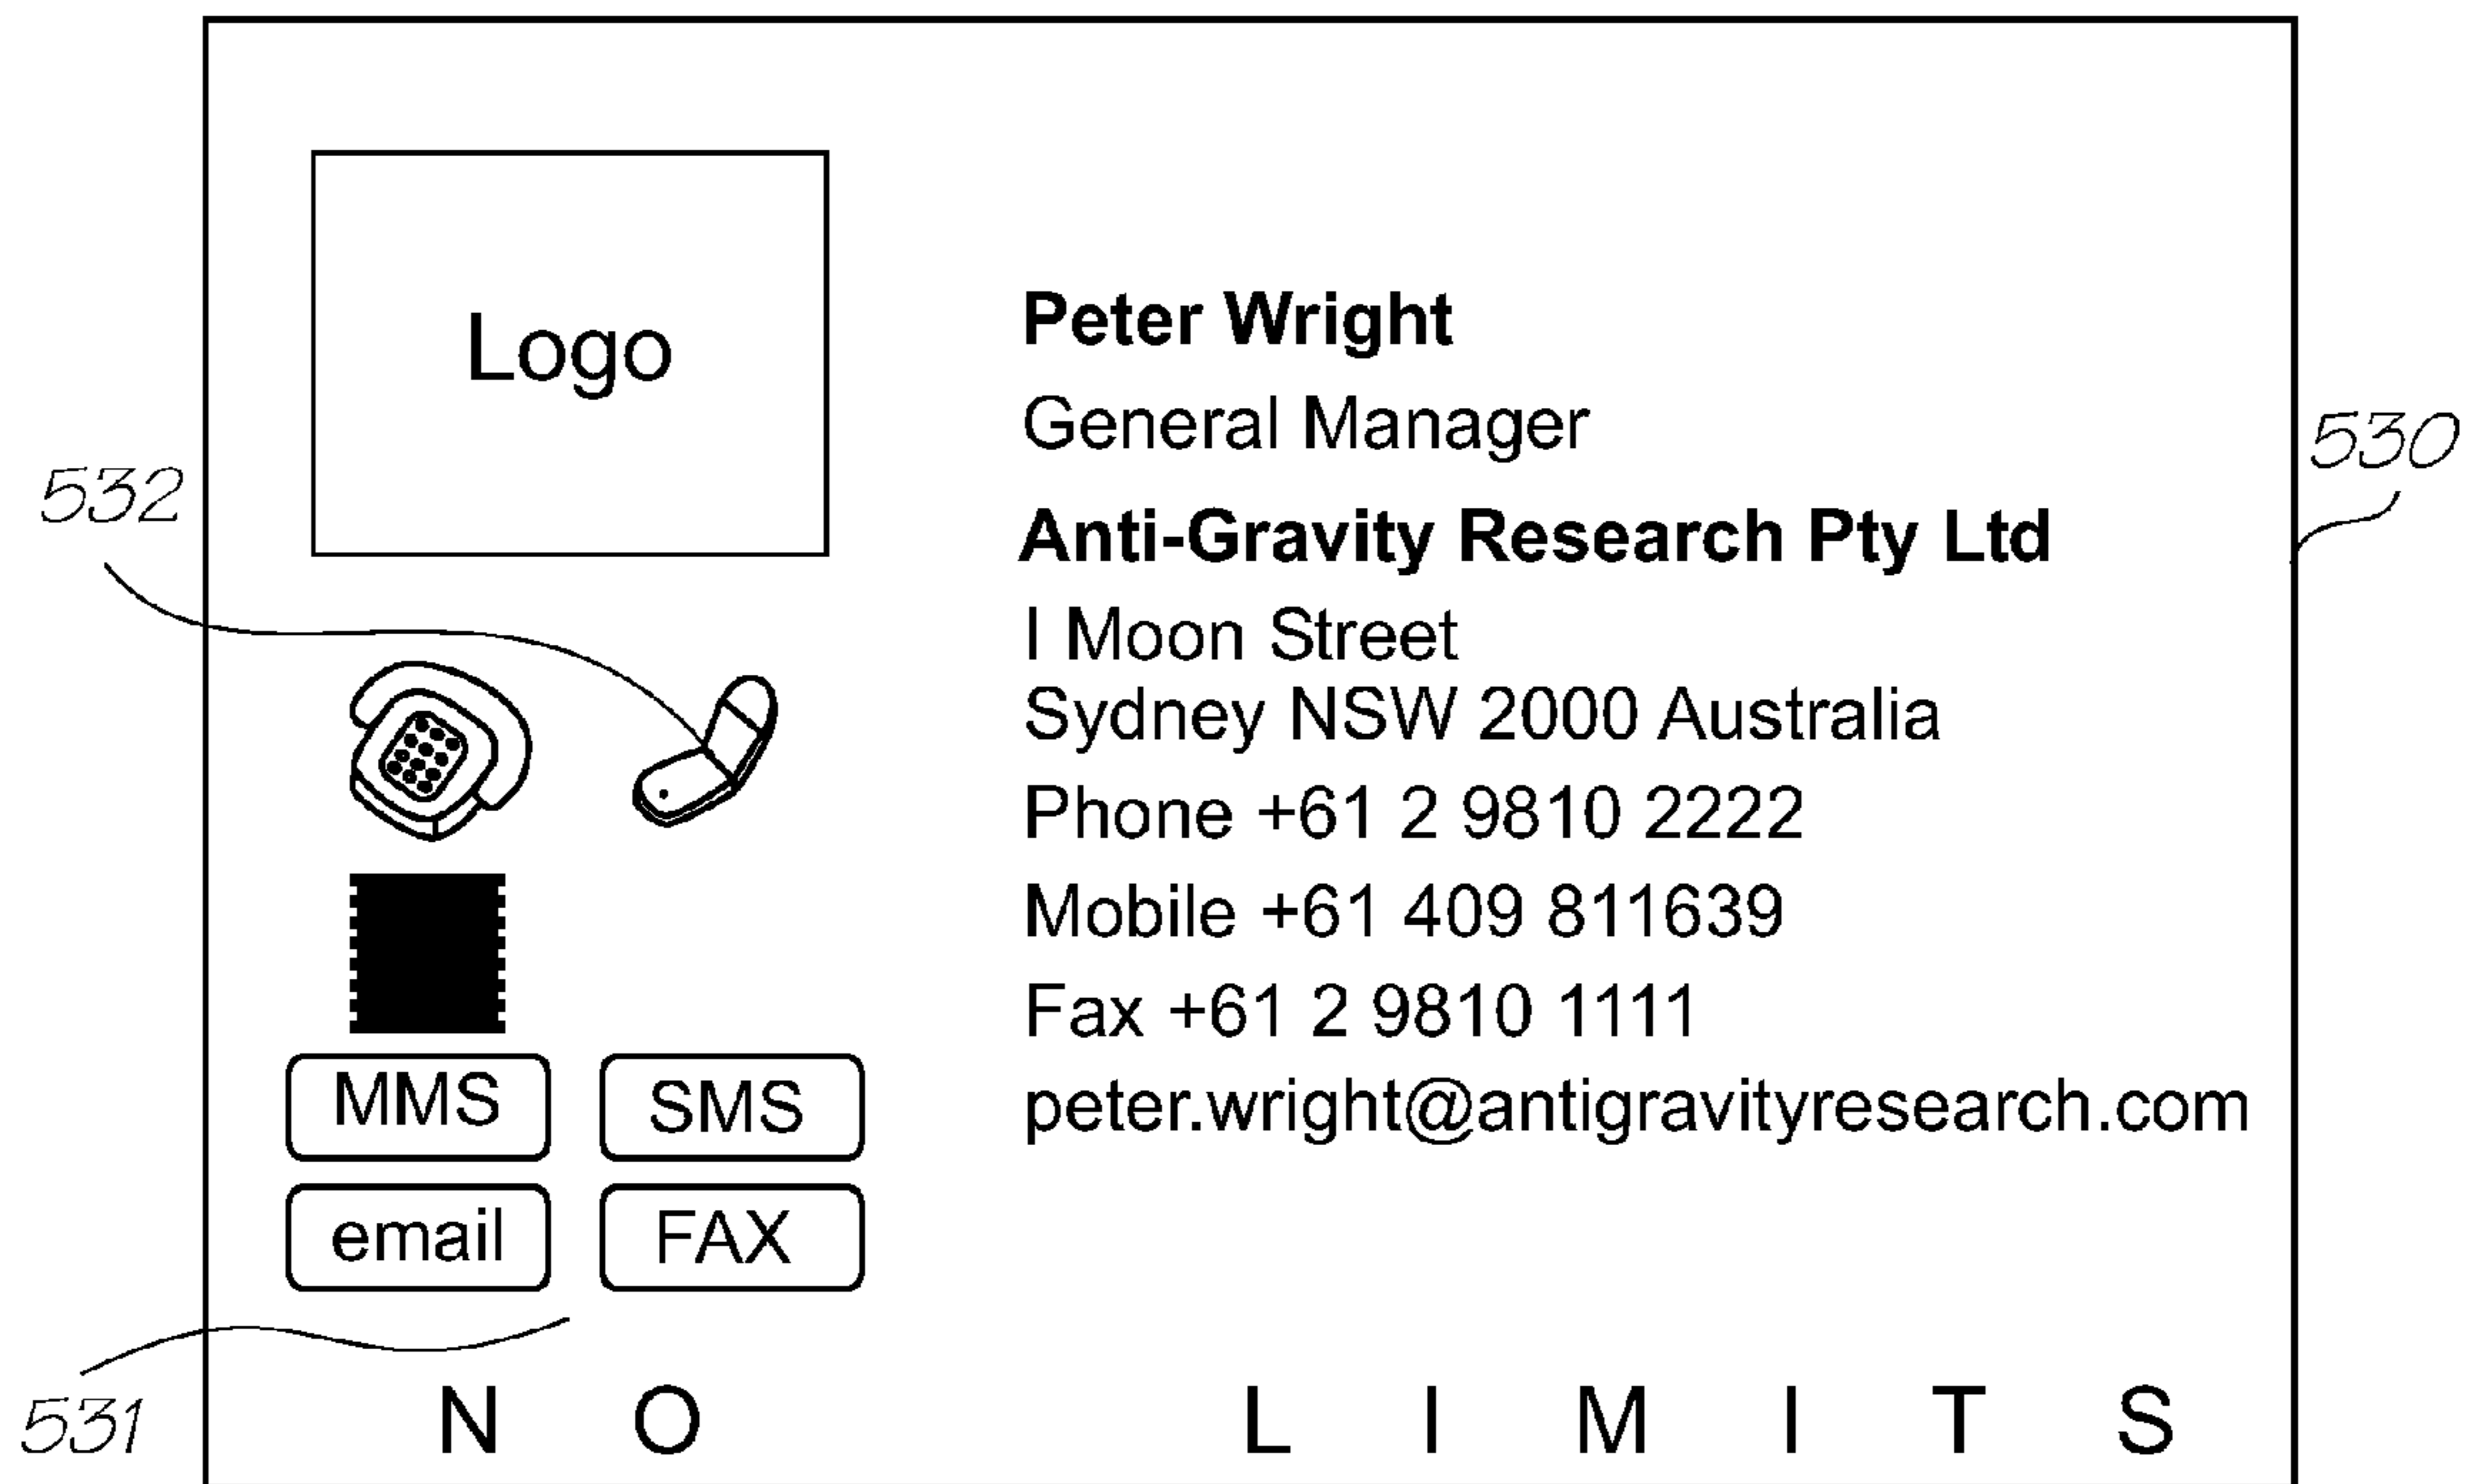 Logo
532
530
Peter Wright
General Manager
Anti-Gravity Research Pty Ltd
I Moon Street
Sydney NSW 2000 Australia
Phone +61 2 9810 2222
Mobile +61 409 811639
Fax +61 2 9810 1111
peter.wright@antigravityresearch.com
MMS SMS
email FAX
531
NO LIMITS